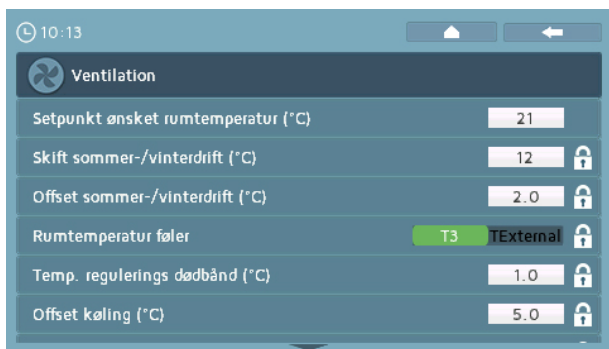 10:13
Ventilation
Setpunkt ønsket rumtemperatur (°C) 21
Skift sommer-/vinterdrift (°C) 12
Offset sommer-/vinterdrift (°C) 2.0
Rumtemperatur føler T3 TExternal
Temp. regulerings dødbånd (°C) 1.0
Offset køling (°C) 5.0